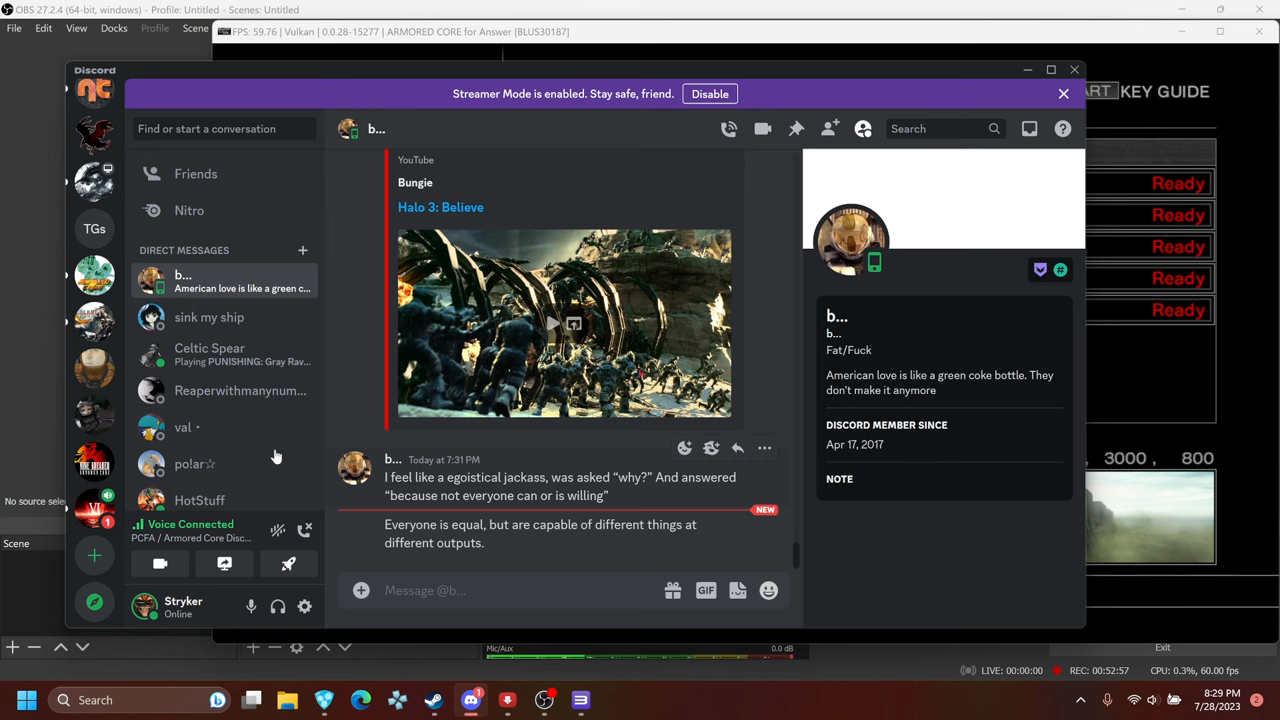 OBS 27.2.4 (64-bit, windows) - Profile: Untitled - Scenes: Untitled
File Edit View Docks Profile Scene
FPS: 59.76 | Vulkan | 0.0.28-15277 | ARMORED CORE for Answer [BLUS30187]
Discord
Streamer Mode is enabled. Stay safe, friend. Disable
ART KEY GUIDE
Find or start a conversation
b...
Search
Friends
Nitro
DIRECT MESSAGES
b...
American love is like a green c...
sink my ship
Celtic Spear
Playing PUNISHING: Gray Rav...
Reaperwithmanynum...
val
po!ar☆
HotStuff
TGs
NINE BREAKER
VI
1
Voice Connected
PCFA / Armored Core Disc...
Stryker
Online
YouTube
Bungie
Halo 3: Believe
b... Today at 7:31 PM
I feel like a egoistical jackass, was asked “why?” And answered
“because not everyone can or is willing”
NEW
Everyone is equal, but are capable of different things at
different outputs.
Message @b...
GIF
b...
b...
Fat/Fuck
American love is like a green coke bottle. They
don't make it anymore
DISCORD MEMBER SINCE
Apr 17, 2017
NOTE
Ready
Ready
Ready
Ready
Ready
3000 , 800
No source sele
Scene
Mic/Aux
0.0 dB
Exit
LIVE: 00:00:00 REC: 00:52:57 CPU: 0.3%, 60.00 fps
Search
1
8:29 PM
7/28/2023
2